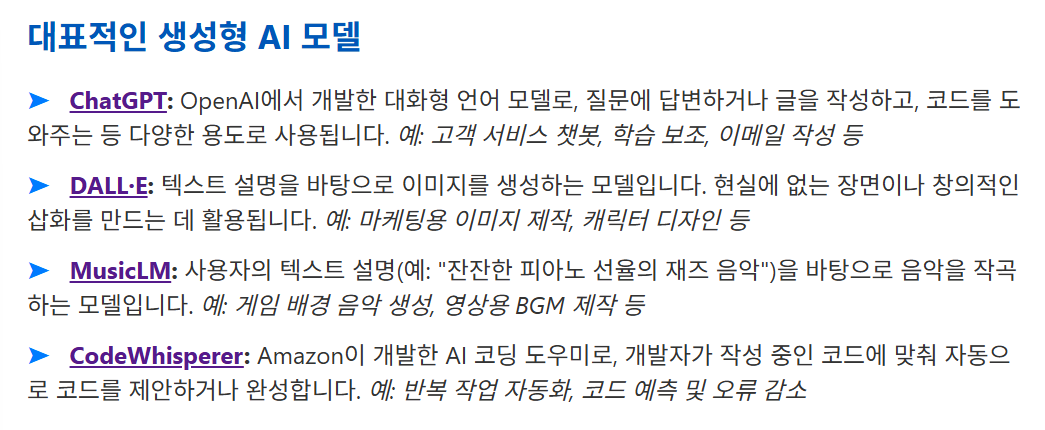 대표적인 생성형 AI 모델
➤ ChatGPT: OpenAI에서 개발한 대화형 언어 모델로, 질문에 답변하거나 글을 작성하고, 코드를 도
와주는 등 다양한 용도로 사용됩니다. 예: 고객 서비스 챗봇, 학습 보조, 이메일 작성 등
➤ DALL·E: 텍스트 설명을 바탕으로 이미지를 생성하는 모델입니다. 현실에 없는 장면이나 창의적인
삽화를 만드는 데 활용됩니다. 예: 마케팅용 이미지 제작, 캐릭터 디자인 등
➤ MusicLM: 사용자의 텍스트 설명(예: "잔잔한 피아노 선율의 재즈 음악")을 바탕으로 음악을 작곡
하는 모델입니다. 예: 게임 배경 음악 생성, 영상용 BGM 제작 등
➤ CodeWhisperer: Amazon이 개발한 AI 코딩 도우미로, 개발자가 작성 중인 코드에 맞춰 자동으
로 코드를 제안하거나 완성합니다. 예: 반복 작업 자동화, 코드 예측 및 오류 감소